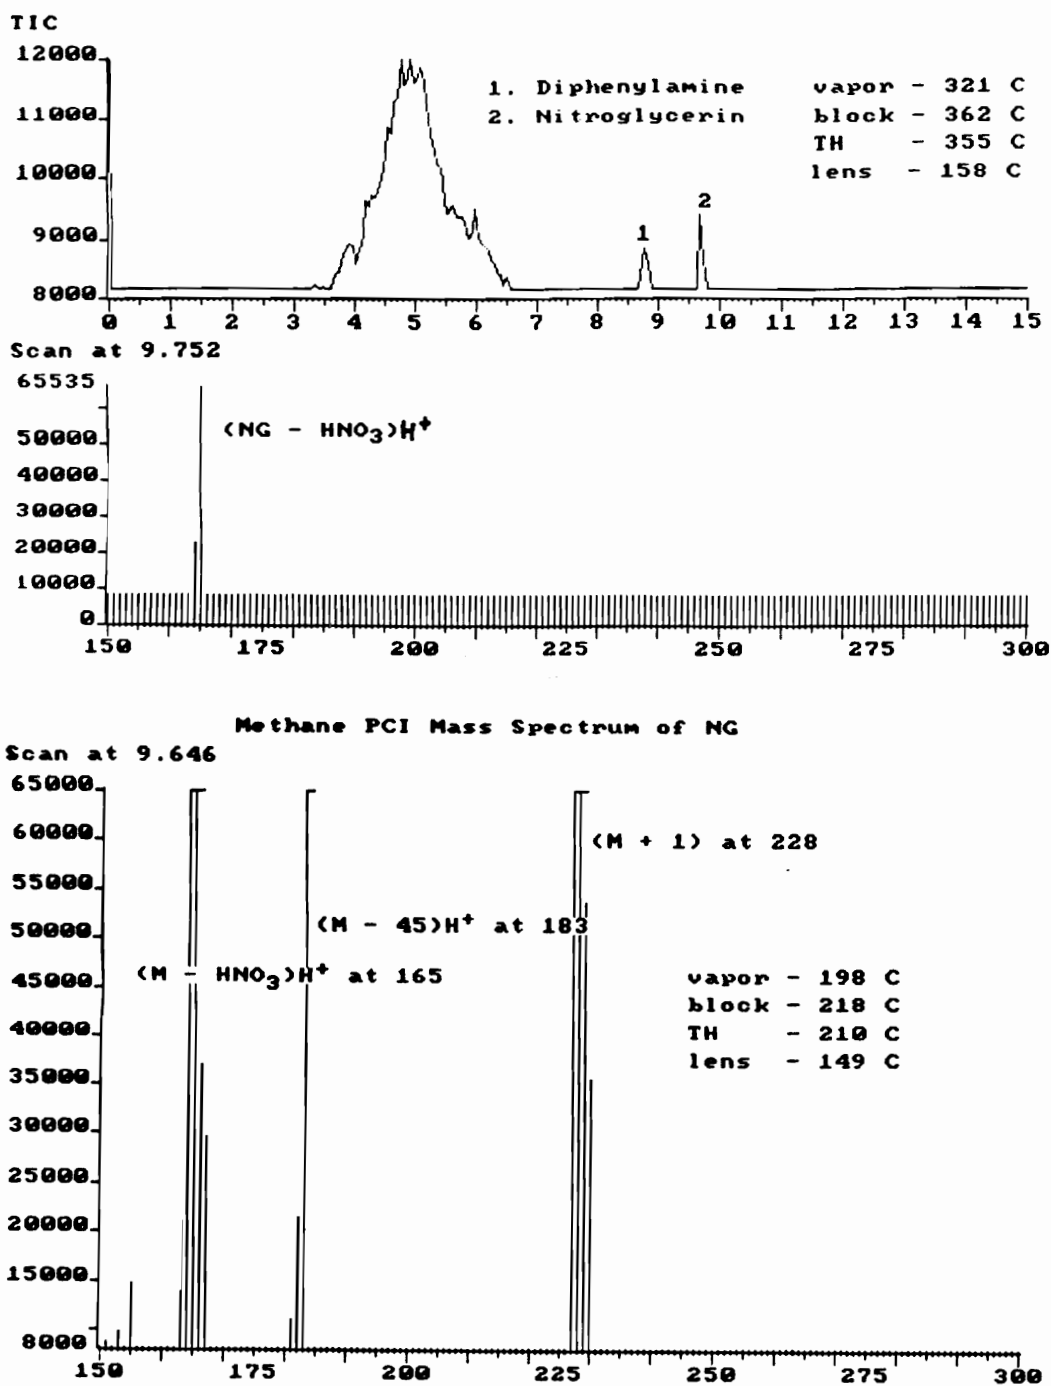 TIC
12000
11000
10000
9000
8000
1. Diphenylamine
2. Nitroglycerin
vapor - 321 C
block - 362 C
TH - 355 C
lens - 158 C
1
2
0 1 2 3 4 5 6 7 8 9 10 11 12 13 14 15
Scan at 9.752
65535
50000
40000
30000
20000
10000
0
(NG - HNO3)H+
150 175 200 225 250 275 300
Methane PCI Mass Spectrum of NG
Scan at 9.646
65000
60000
55000
50000
45000
40000
35000
30000
25000
20000
15000
8000
(M + 1) at 228
(M - 45)H+ at 183
(M - HNO3)H+ at 165
vapor - 198 C
block - 218 C
TH - 210 C
lens - 149 C
150 175 200 225 250 275 300